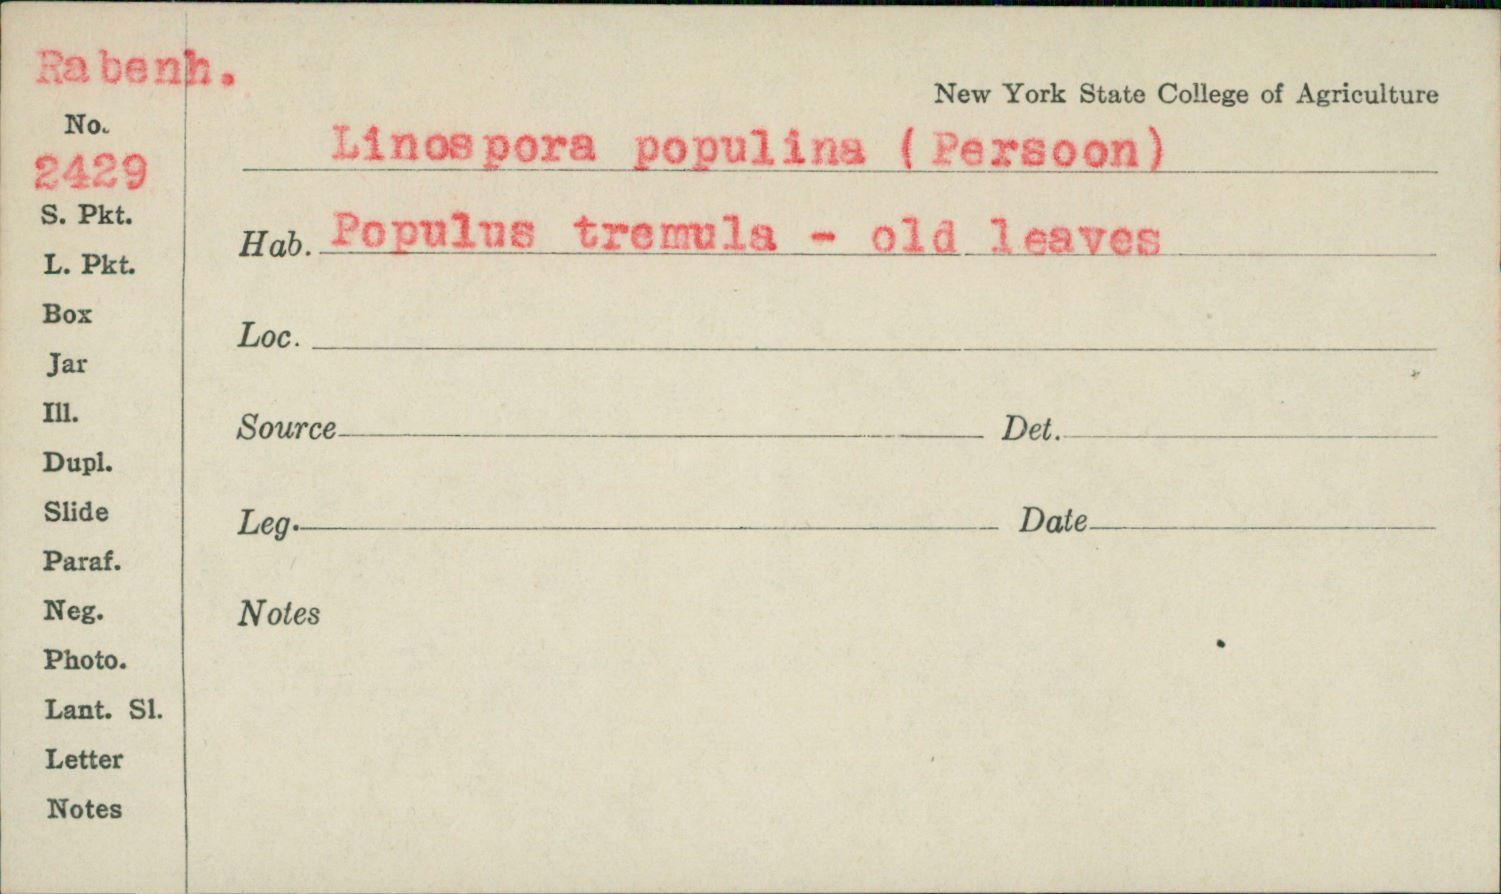 Rabenh.
New York State College of Agriculture
No.
2429
Linospora populina (Persoon)
S. Pkt.
Hab. Populus tremula - old leaves
L. Pkt.
Box
Loc.
Jar
Ill.
Source Det.
Dupl.
Slide
Leg. Date
Paraf.
Neg.
Notes
Photo.
Lant. Sl.
Letter
Notes